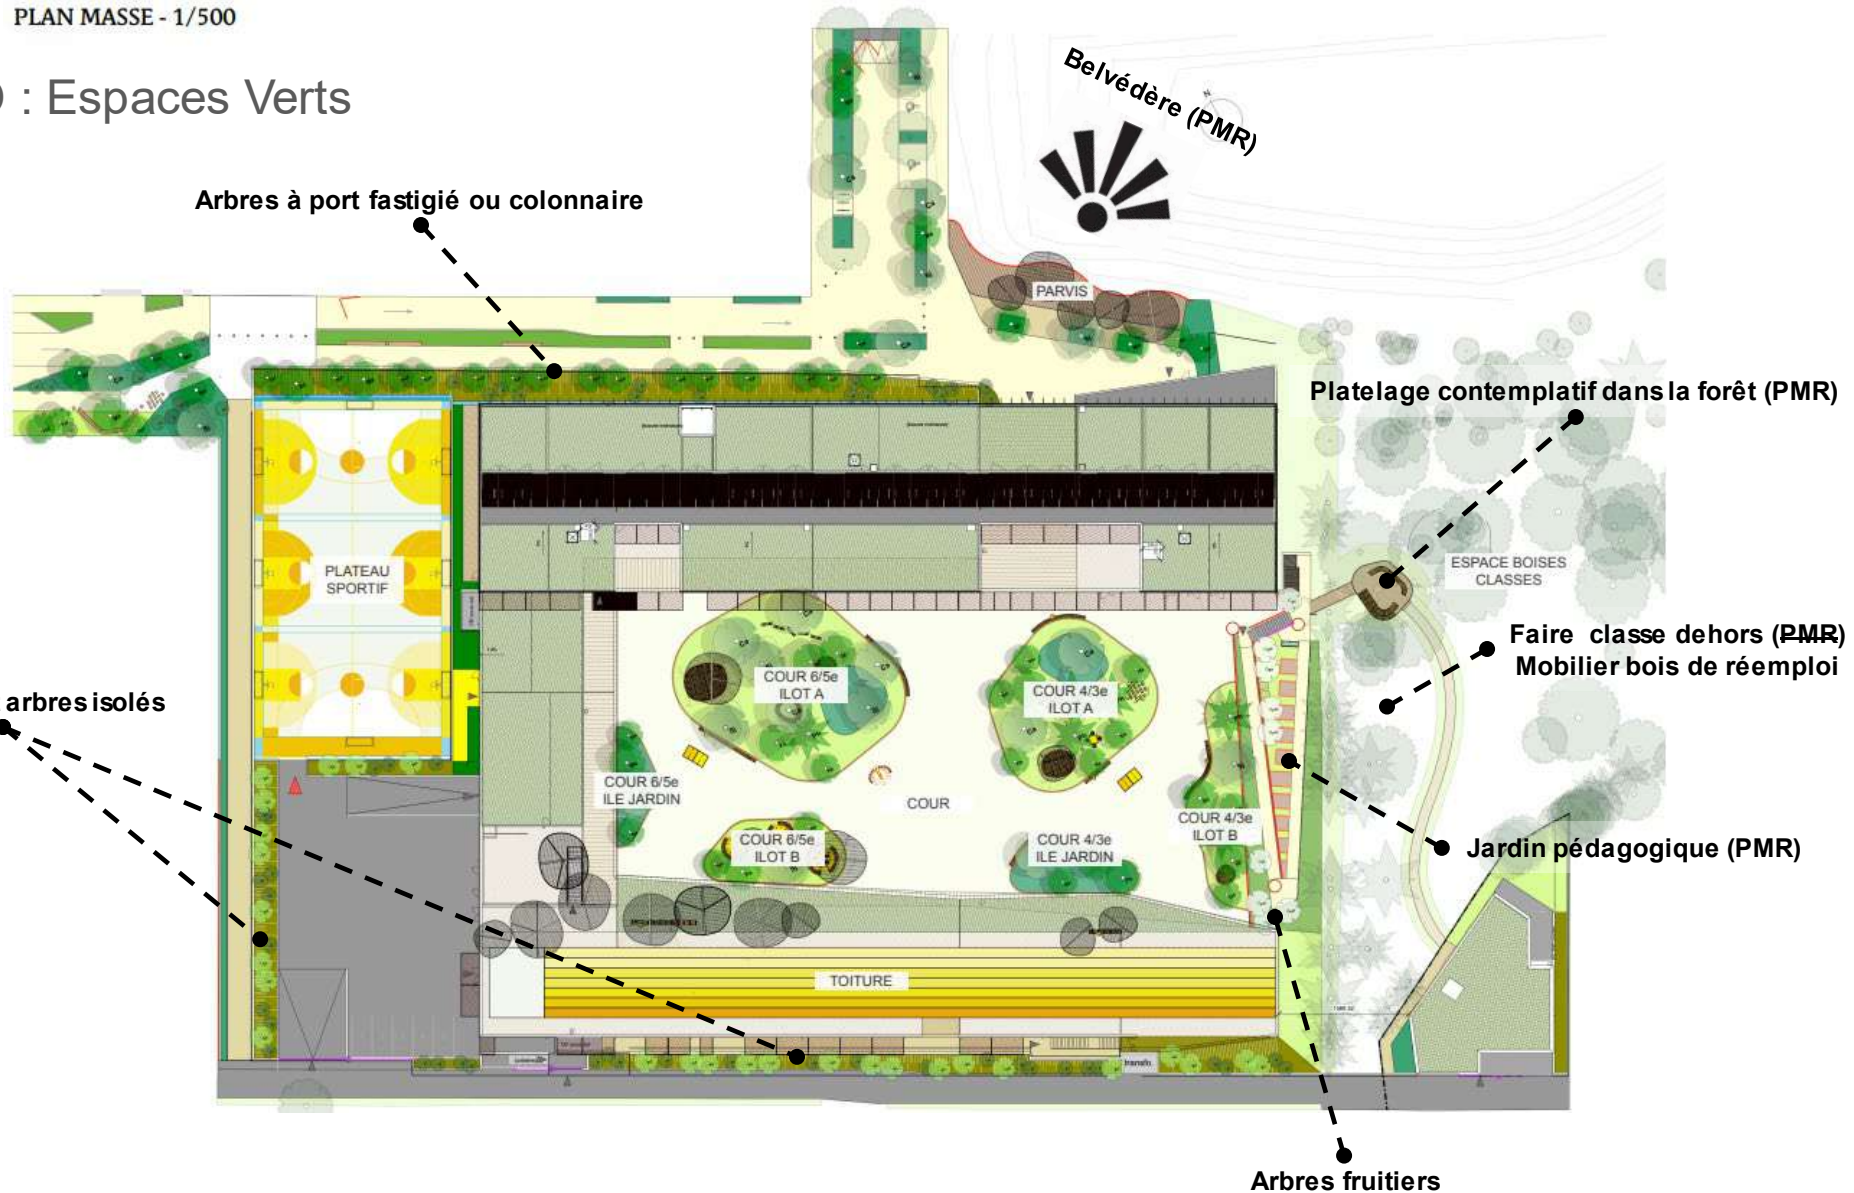 PLAN MASSE - 1/500
: Espaces Verts
Belvédère (PMR)
N
Arbres à port fastigié ou colonnaire
PARVIS
Platelage contemplatif dans la forêt (PMR)
PLATEAU
SPORTIF
ESPACE BOISES
CLASSES
Faire classe dehors (PMR)
Mobilier bois de réemploi
COUR 6/5e
ILOT A
COUR 4/3e
ILOT A
arbres isolés
COUR 6/5e
ILE JARDIN
COUR
COUR 4/3e
ILOT B
COUR 6/5e
ILOT B
COUR 4/3e
ILE JARDIN
Jardin pédagogique (PMR)
TOITURE
transfo
Arbres fruitiers